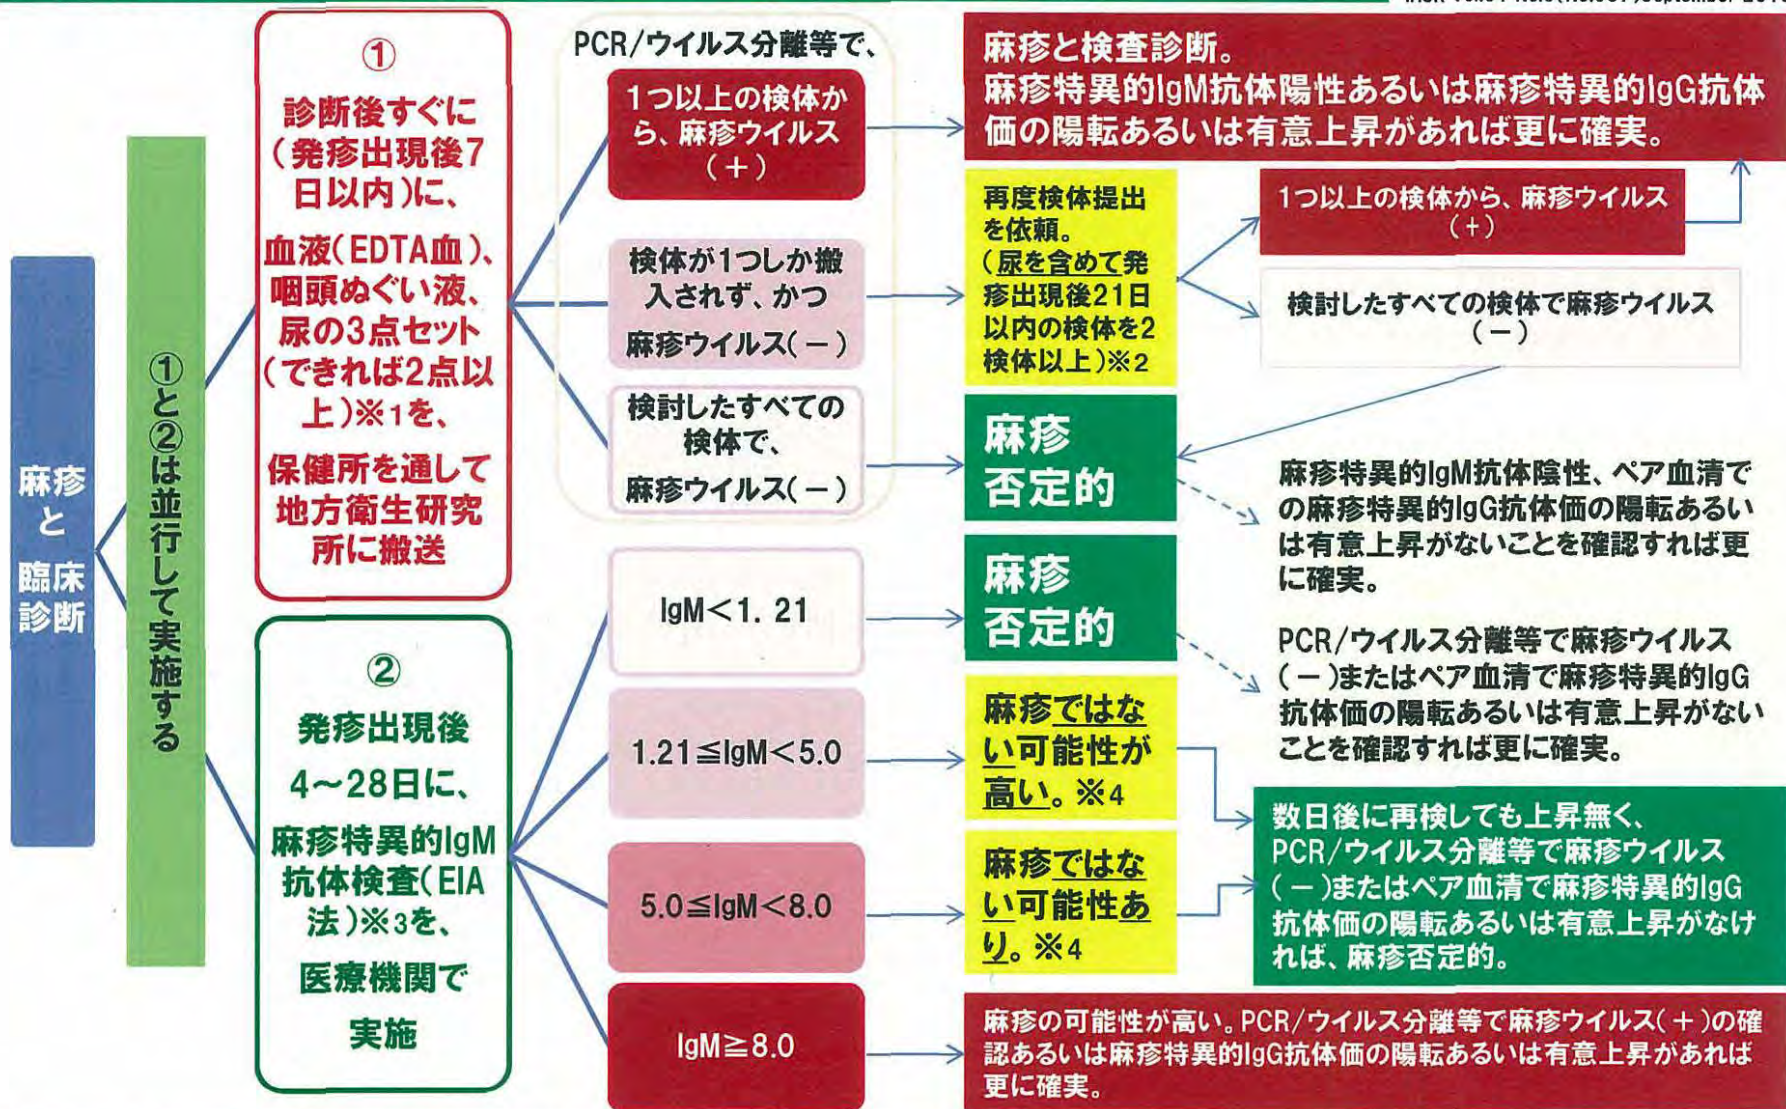 麻疹
と
臨床
診断
①と②は並行して実施する
①
診断後すぐに
(発疹出現後7
日以内)に、
血液(EDTA血)、
咽頭ぬぐい液、
尿の3点セット
(できれば2点以
上)※1を、
保健所を通して
地方衛生研究
所に搬送
②
発疹出現後
4~28日に、
麻疹特異的IgM
抗体検査(EIA
法)※3を、
医療機関で
実施
PCR/ウイルス分離等で、
1つ以上の検体か
ら、麻疹ウイルス
(+)
検体が1つしか搬
入されず、かつ
麻疹ウイルス(-)
検討したすべての
検体で、
麻疹ウイルス(-)
IgM<1. 21
1.21≦IgM<5.0
5.0≦IgM<8.0
IgM≧8.0
麻疹と検査診断。
麻疹特異的IgM抗体陽性あるいは麻疹特異的IgG抗体
価の陽転あるいは有意上昇があれば更に確実。
再度検体提出
を依頼。
(尿を含めて発
疹出現後21日
以内の検体を2
検体以上)※2
1つ以上の検体から、麻疹ウイルス
(+)
検討したすべての検体で麻疹ウイルス
(-)
麻疹
否定的
麻疹特異的IgM抗体陰性、ペア血清で
の麻疹特異的IgG抗体価の陽転あるい
は有意上昇がないことを確認すれば更
に確実。
麻疹
否定的
PCR/ウイルス分離等で麻疹ウイルス
(-)またはペア血清で麻疹特異的IgG
抗体価の陽転あるいは有意上昇がない
ことを確認すれば更に確実。
麻疹ではな
い可能性が
高い。※4
麻疹ではな
い可能性あ
り。※4
数日後に再検しても上昇無く、
PCR/ウイルス分離等で麻疹ウイルス
(-)またはペア血清で麻疹特異的IgG
抗体価の陽転あるいは有意上昇がなけ
れば、麻疹否定的。
麻疹の可能性が高い。PCR/ウイルス分離等で麻疹ウイルス(+)の確
認あるいは麻疹特異的IgG抗体価の陽転あるいは有意上昇があれば
更に確実。